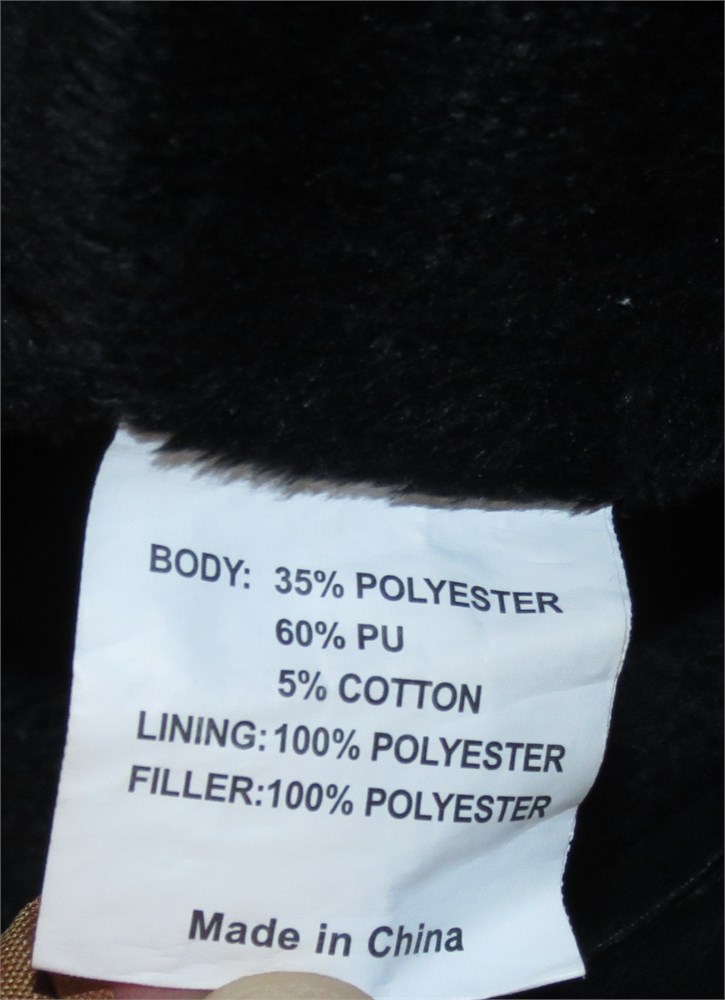 BODY: 35% POLYESTER
60% PU
5% COTTON
LINING:100% POLYESTER
FILLER:100% POLYESTER
Made in China